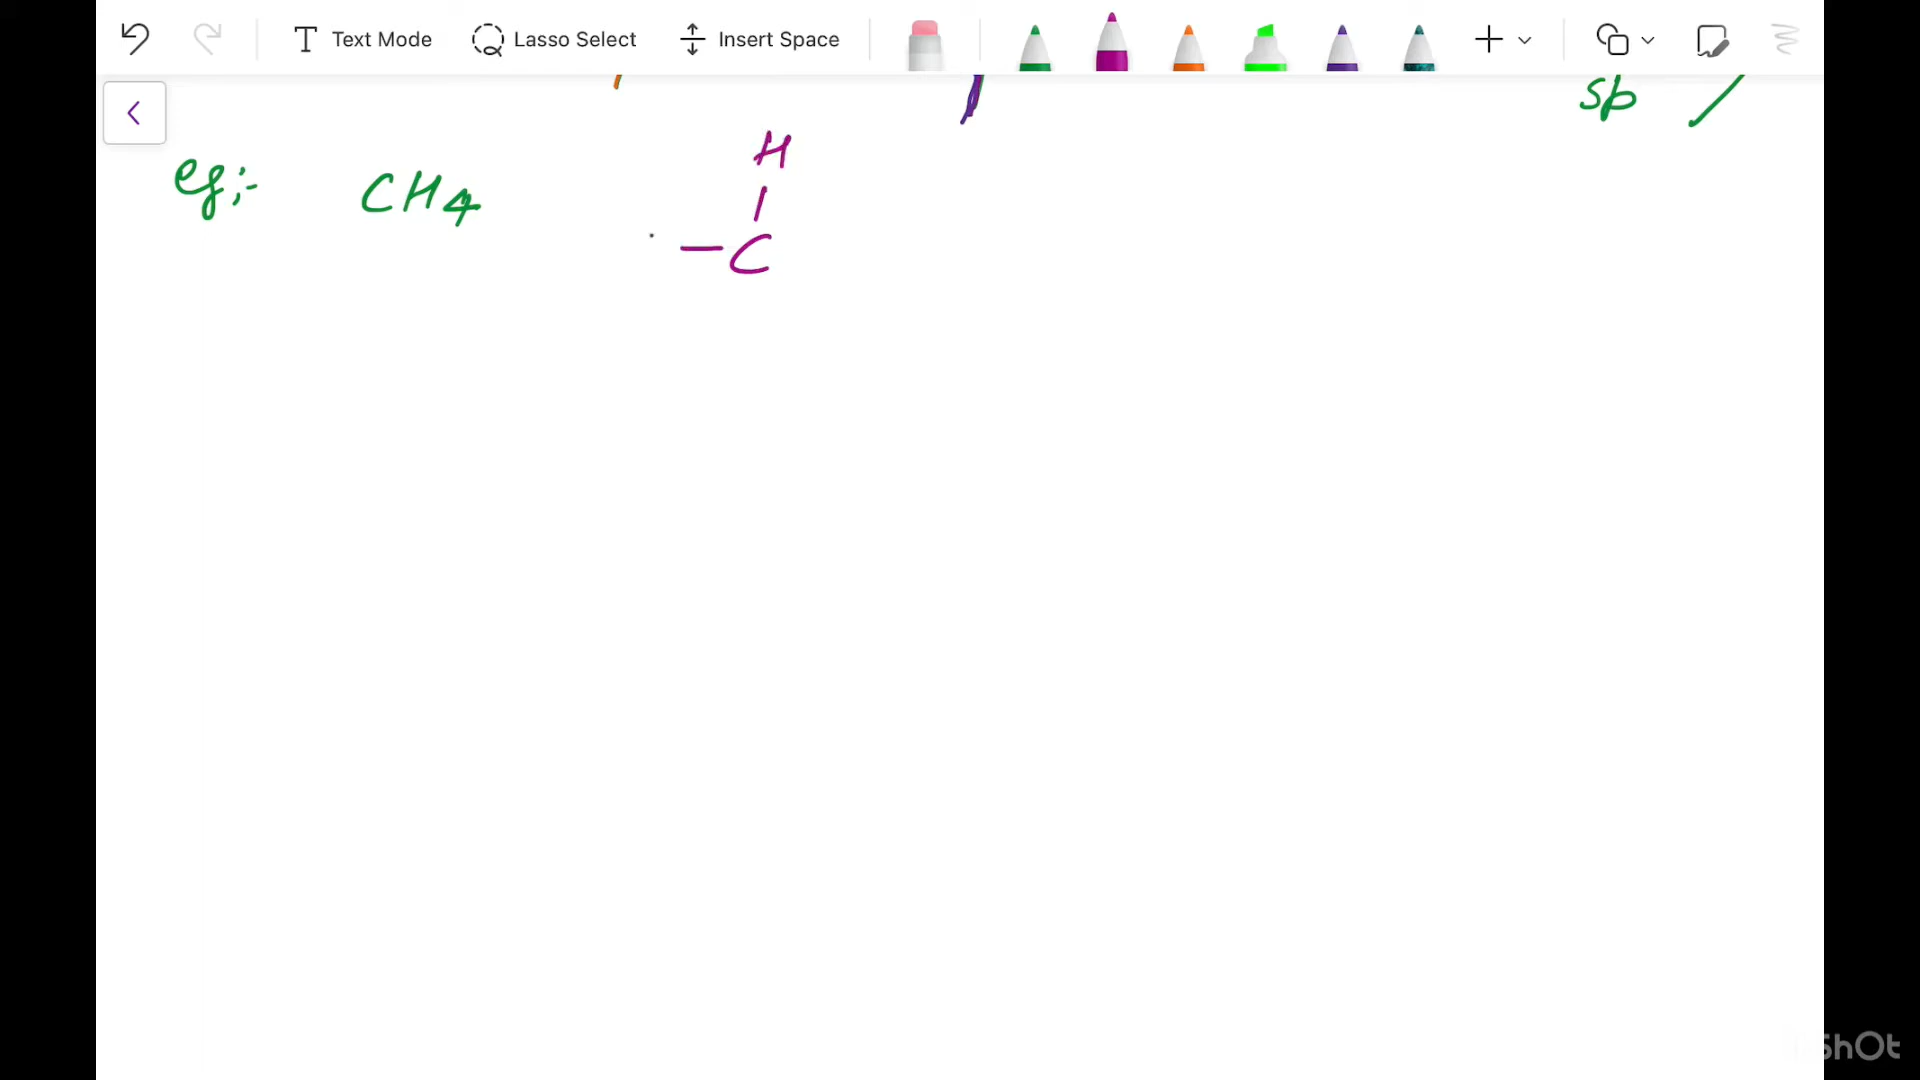 Text Mode Lasso Select Insert Space
sp
eg:- CH4
H
|
-C